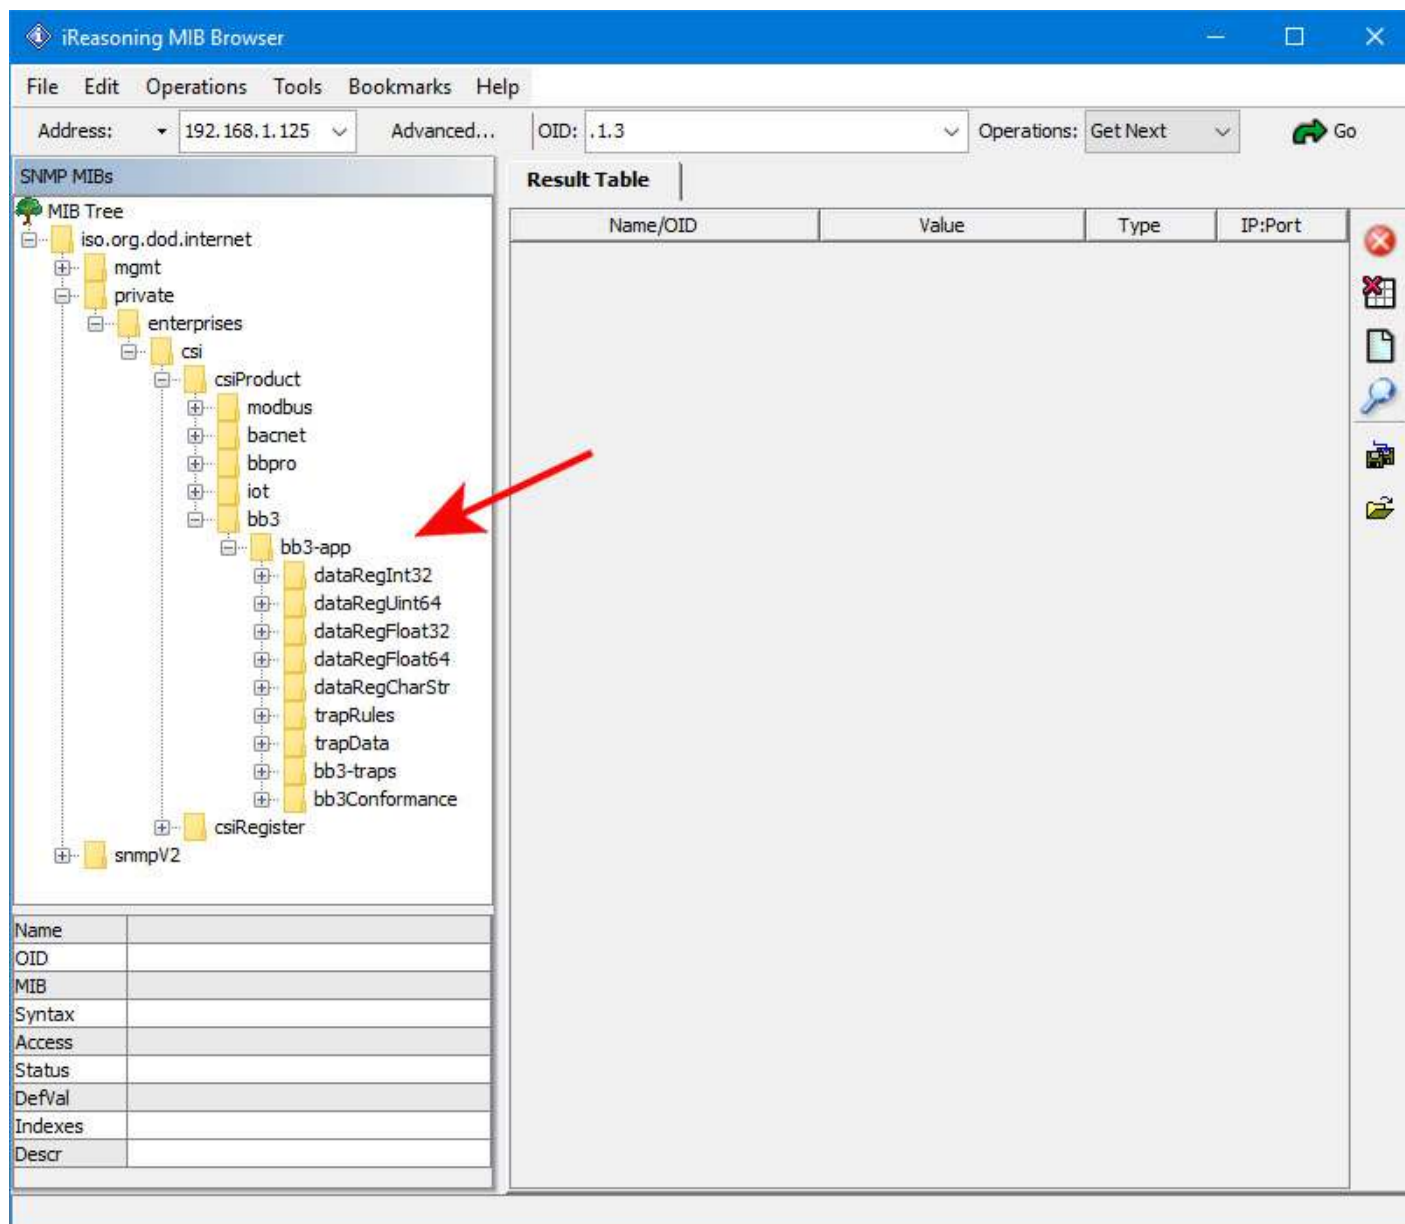 iReasoning MIB Browser
File Edit Operations Tools Bookmarks Help
Address: 192.168.1.125 Advanced... OID: .1.3 Operations: Get Next Go
SNMP MIBs
MIB Tree
iso.org.dod.internet
mgmt
private
enterprises
csi
csiProduct
modbus
bacnet
bbpro
iot
bb3
bb3-app
dataRegInt32
dataRegUint64
dataRegFloat32
dataRegFloat64
dataRegCharStr
trapRules
trapData
bb3-traps
bb3Conformance
csiRegister
snmpV2
Name
OID
MIB
Syntax
Access
Status
DefVal
Indexes
Descr
Result Table
Name/OID Value Type IP:Port